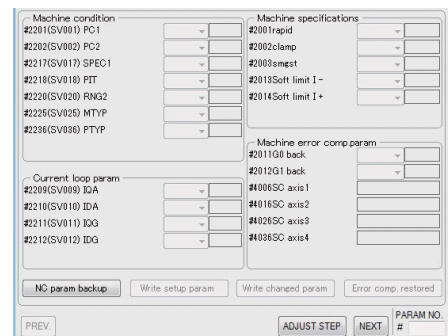 Machine condition
#2201(SV001) PC1
#2202(SV002) PC2
#2217(SV017) SPEC1
#2218(SV018) PIT
#2220(SV020) RNG2
#2225(SV025) MTYP
#2236(SV036) PTYP
Current loop param
#2209(SV009) IQA
#2210(SV010) IDA
#2211(SV011) IQG
#2212(SV012) IDG
Machine specifications
#2001rapid
#2002clamp
#2003smgst
#2013Soft limit I-
#2014Soft limit I+
Machine error comp.param
#2011G0 back
#2012G1 back
#4006SC axis1
#4016SC axis2
#4026SC axis3
#4036SC axis4
NC param backup
Write setup param
Write changed param
Error comp. restored
PREV.
ADJUST STEP
NEXT
PARAM NO.
#